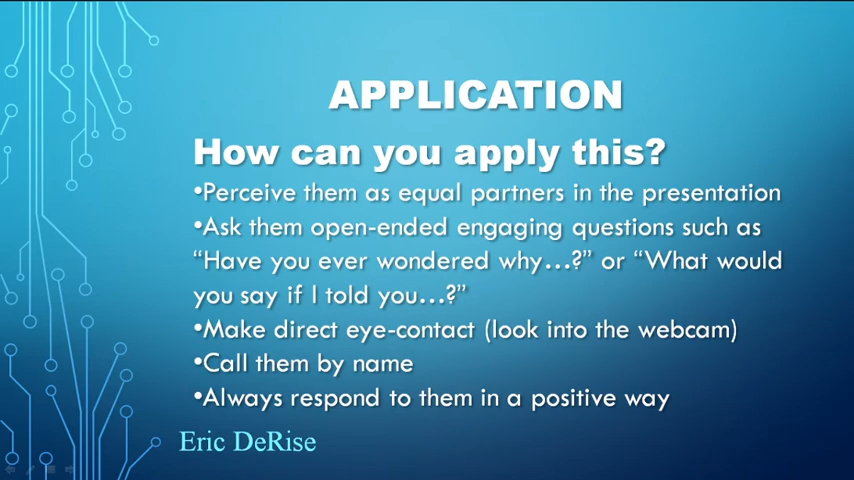 APPLICATION
How can you apply this?
•Perceive them as equal partners in the presentation
•Ask them open-ended engaging questions such as
“Have you ever wondered why…?” or “What would
you say if I told you…?”
•Make direct eye-contact (look into the webcam)
•Call them by name
•Always respond to them in a positive way
Eric DeRise